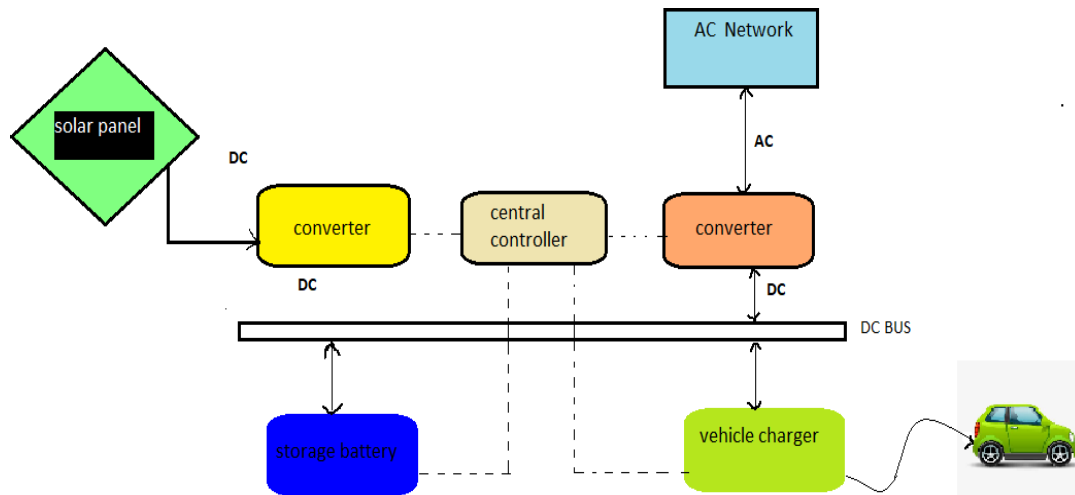 AC Network
solar panel
DC
AC
converter
central
controller
converter
DC
DC
DC BUS
storage battery
vehicle charger